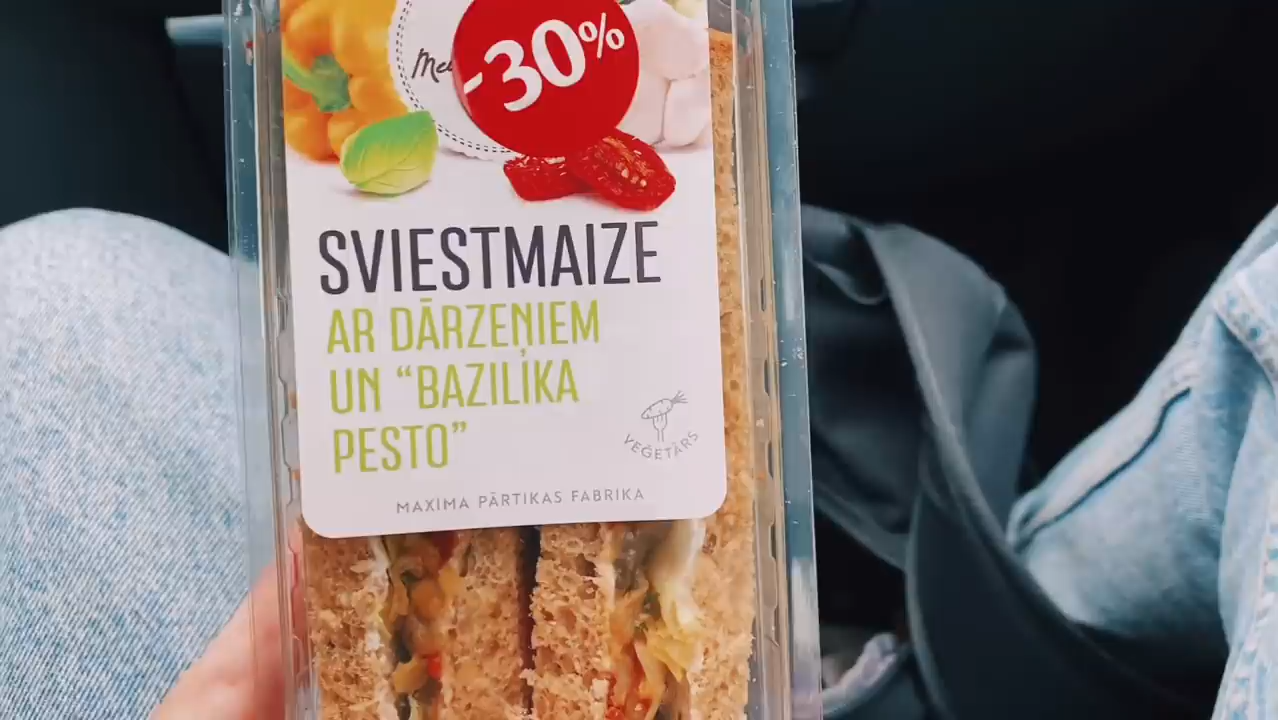 -30%
SVIESTMAIZE
AR DĀRZEŅIEM
UN “BAZILIKA
PESTO”
VEĢETĀRS
MAXIMA PĀRTIKAS FABRIKA